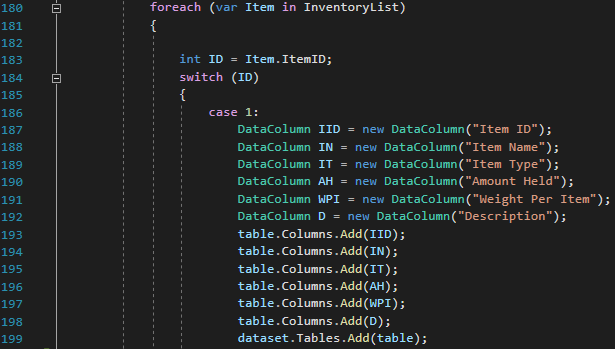 180 foreach (var Item in InventoryList)
181 {
182
183 int ID = Item.ItemID;
184 switch (ID)
185 {
186 case 1:
187 DataColumn IID = new DataColumn("Item ID");
188 DataColumn IN = new DataColumn("Item Name");
189 DataColumn IT = new DataColumn("Item Type");
190 DataColumn AH = new DataColumn("Amount Held");
191 DataColumn WPI = new DataColumn("Weight Per Item");
192 DataColumn D = new DataColumn("Description");
193 table.Columns.Add(IID);
194 table.Columns.Add(IN);
195 table.Columns.Add(IT);
196 table.Columns.Add(AH);
197 table.Columns.Add(WPI);
198 table.Columns.Add(D);
199 dataset.Tables.Add(table);